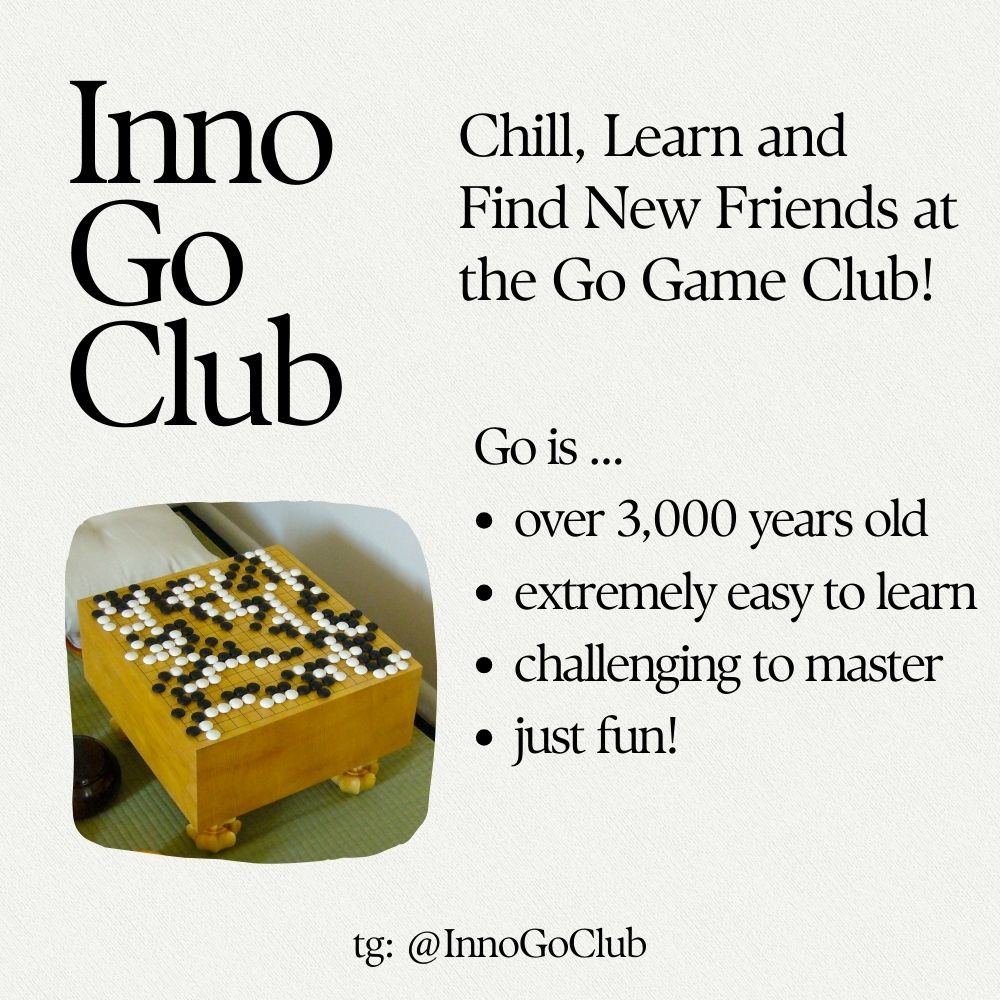 Inno
Go
Club
Chill, Learn and
Find New Friends at
the Go Game Club!
Go is ...
• over 3,000 years old
• extremely easy to learn
• challenging to master
• just fun!
tg: @InnoGoClub